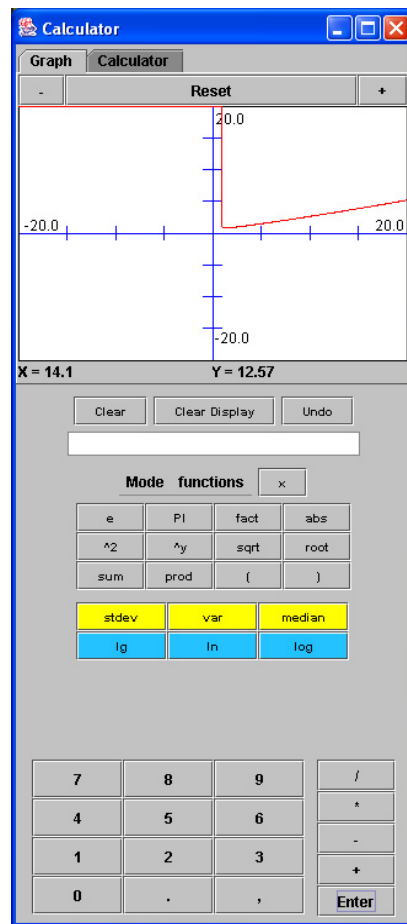 Calculator
Graph Calculator
- Reset +
20.0
-20.0 20.0
-20.0
X = 14.1 Y = 12.57
Clear Clear Display Undo
Mode functions x
e PI fact abs
^2 ^y sqrt root
sum prod ( )
stdev var median
lg ln log
7 8 9 /
4 5 6 *
1 2 3 -
0 . , +
Enter